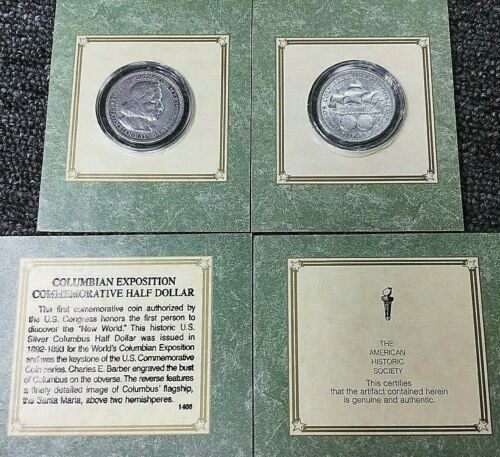 COLUMBIAN EXPOSITION
COMMEMORATIVE HALF DOLLAR
The first comemorative coin authorized by
the U.S. Congress honors the first person to
discover the "New World." This historic U.S.
Silver Columbus Half Dollar was issued in
1892-1893 for the World's Columbian Exposition
and was the keystone of the U.S. Commemorative
Coin series. Charles E. Barber engraved the bust
of Columbus on the obverse. The reverse features
a finely detailed image of Columbus' flagship,
the Santa Maria, above two hemishperes.
1406
THE
AMERICAN
HISTORIC
SOCIETY
This certifies
that the artifact contained herein
is genuine and authentic.